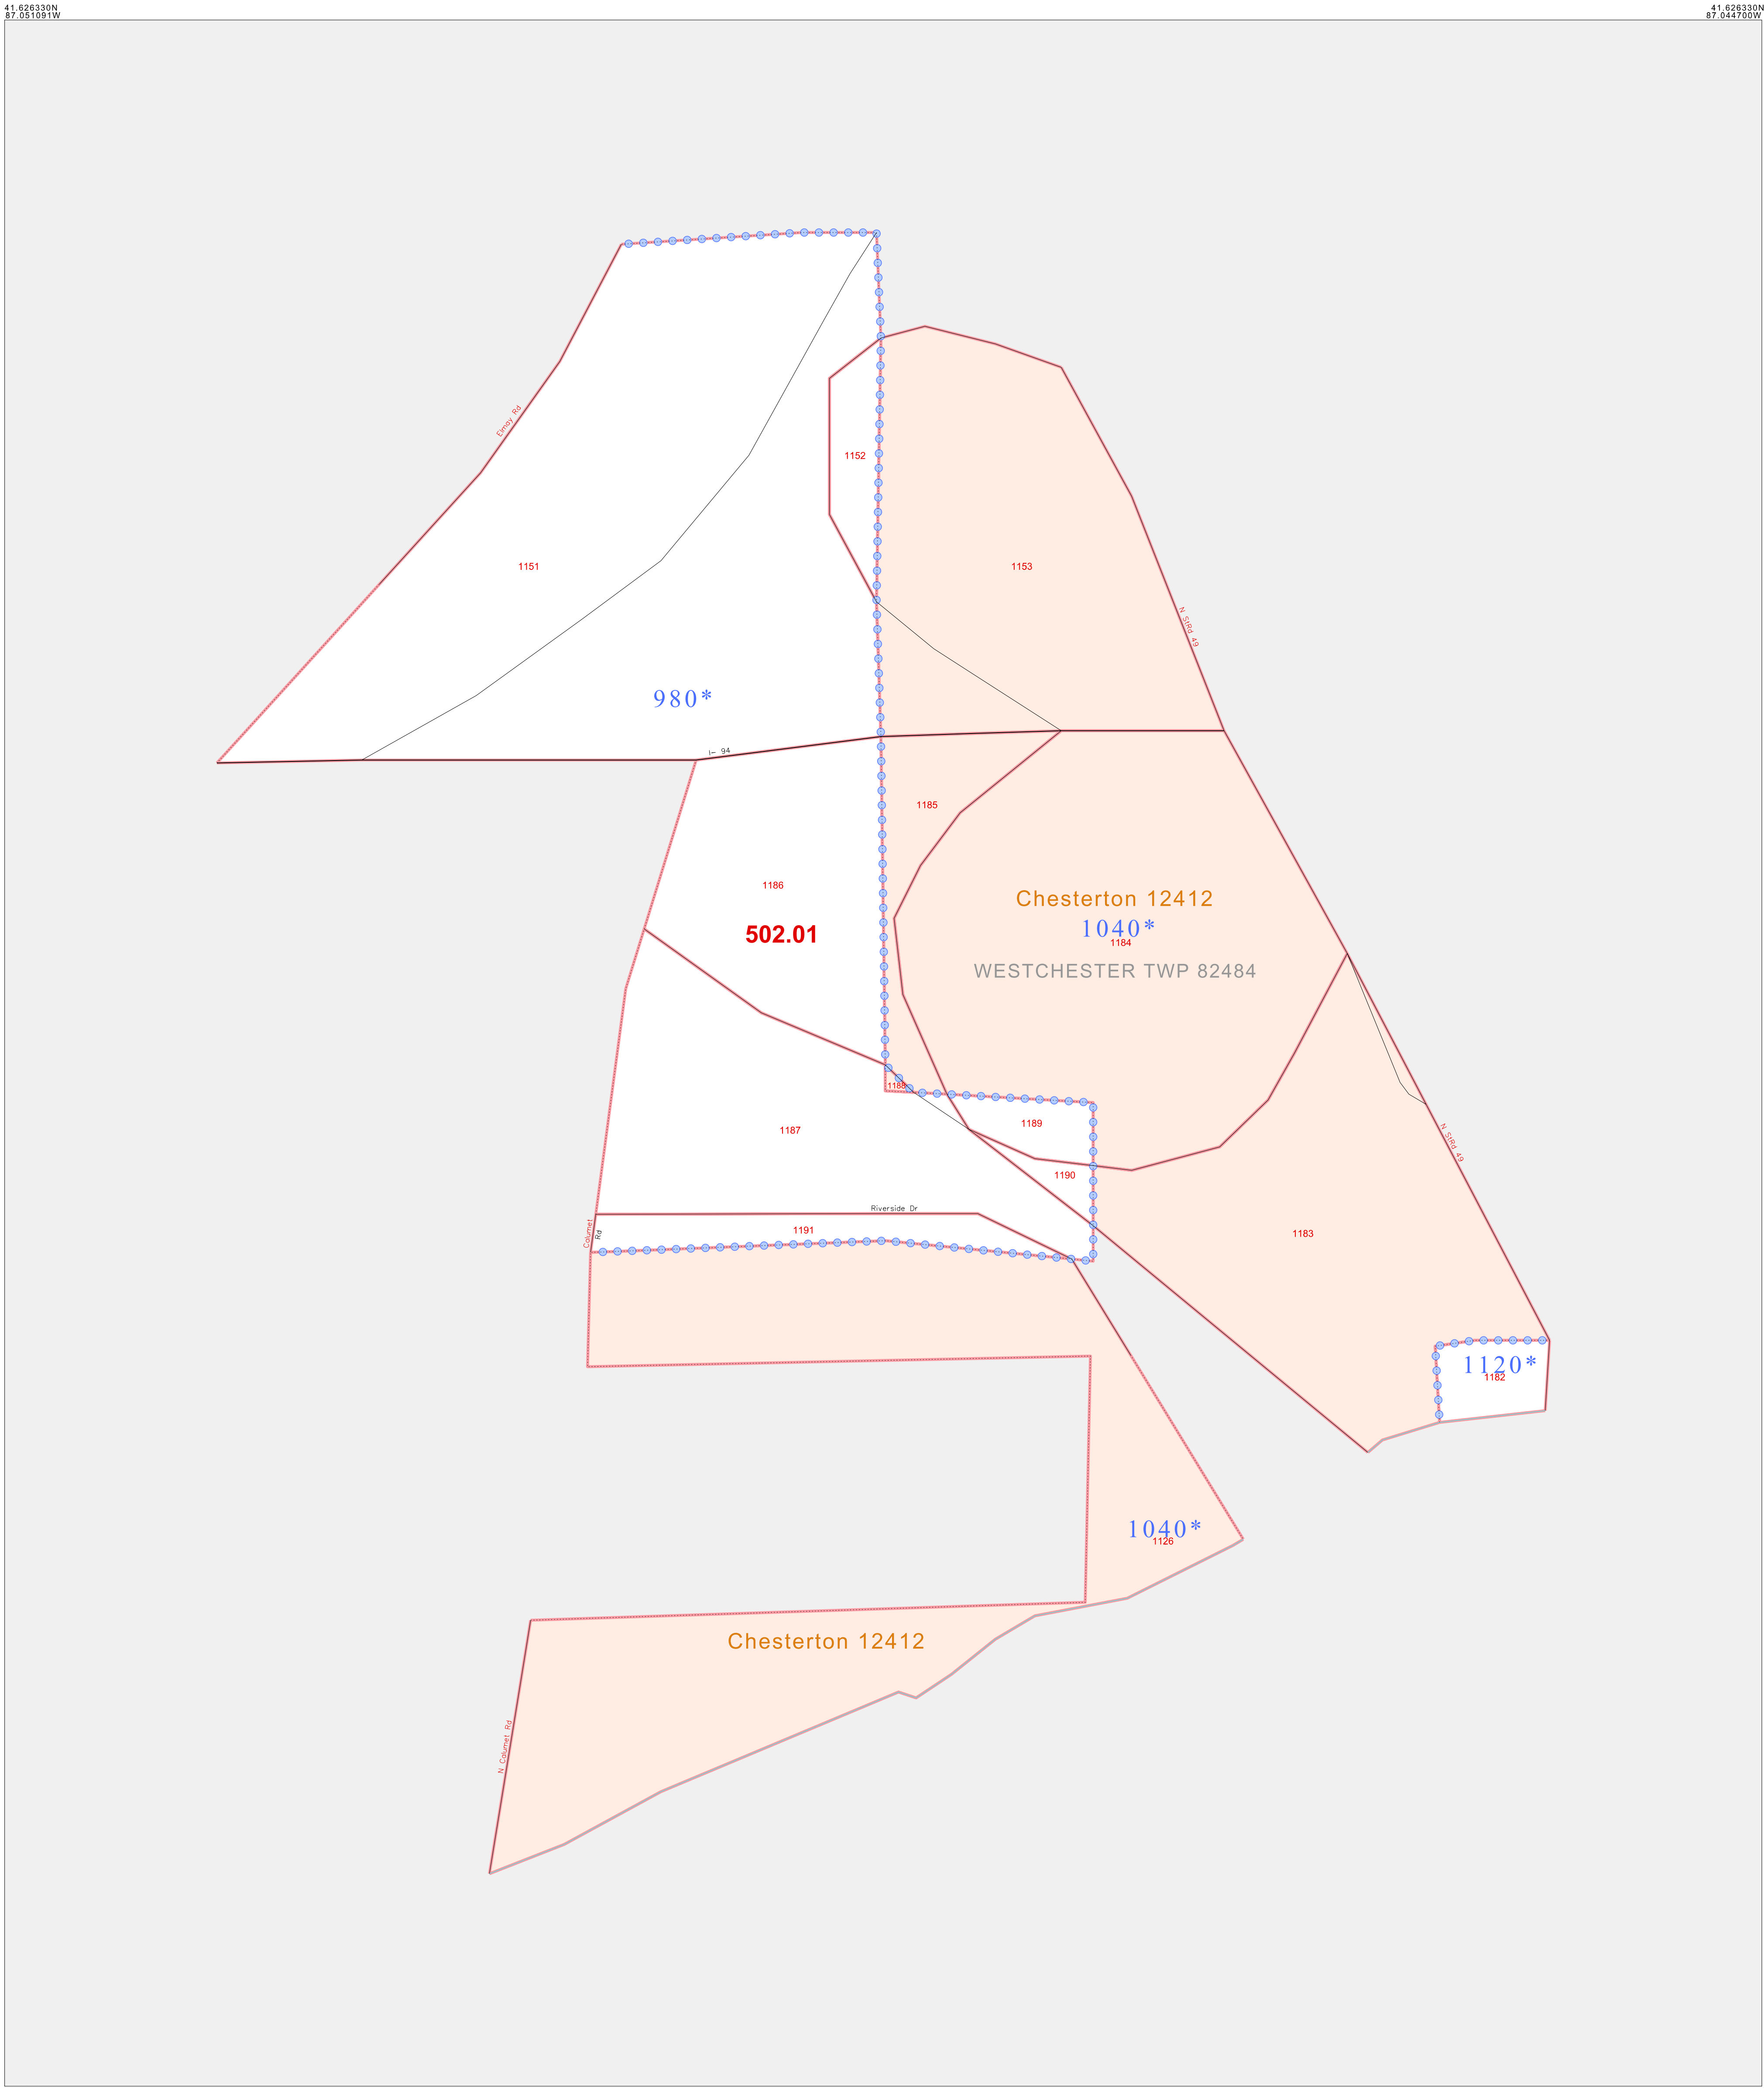 41.626330N
87.051091W
41.626330N
87.044700W
Elmay Rd
1152
1151
1153
N StRd 49
980*
I- 94
1185
1186
Chesterton 12412
1040*
502.01
1184
WESTCHESTER TWP 82484
1188
1189
1187
N StRd 49
1190
Riverside Dr
Calumet
Rd
1191
1183
1120*
1182
1040*
1126
Chesterton 12412
N Calumet Rd